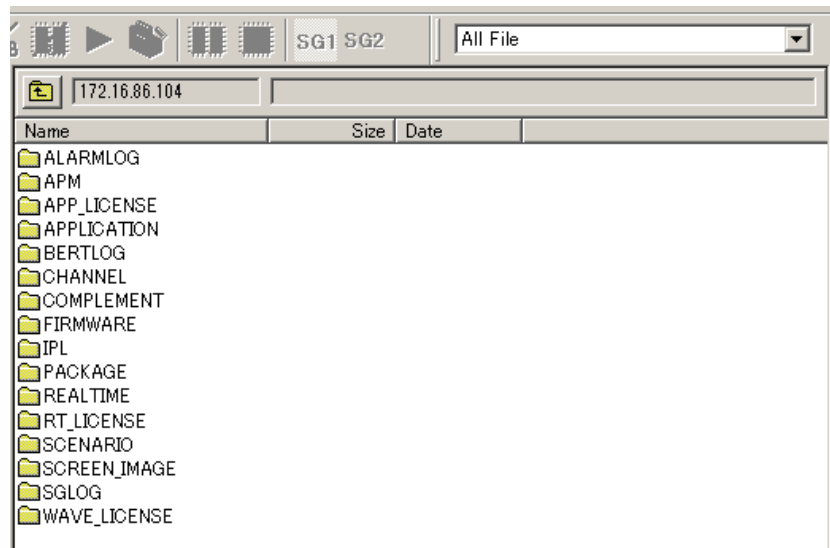 SG1 SG2 All File
172.16.86.104
Name Size Date
ALARMLOG
APM
APP_LICENSE
APPLICATION
BERTLOG
CHANNEL
COMPLEMENT
FIRMWARE
IPL
PACKAGE
REALTIME
RT_LICENSE
SCENARIO
SCREEN_IMAGE
SGLOG
WAVE_LICENSE